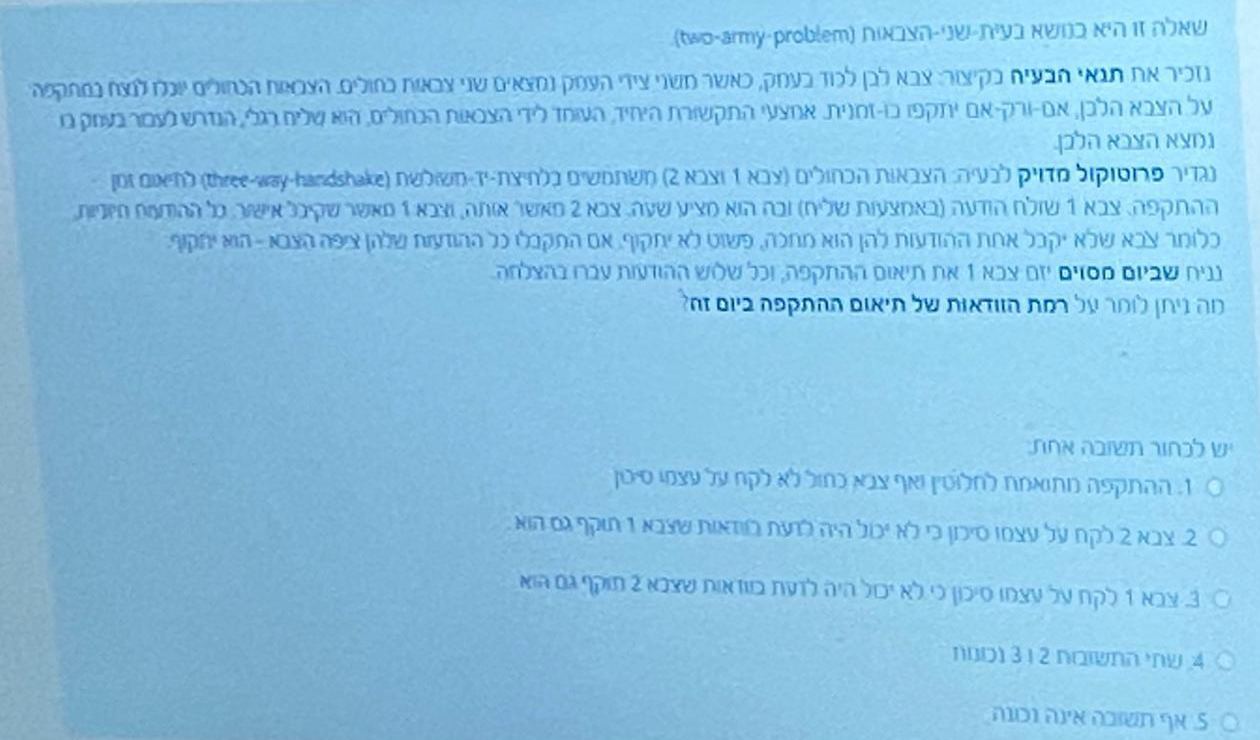 שאלה זו היא בנושא בעית-שני-הצבאות (two-army-problem).
נזכיר את תנאי הבעיה בקיצור: צבא לבן לכוד בעמק, כאשר משני צידי העמק נמצאים שני צבאות כחולים. הצבאות הכחולים יוכלו לנצח במתקפה
על הצבא הלבן, אם-ורק-אם יתקפו בו-זמנית. אמצעי התקשורת היחיד, העומד לידי הצבאות הכחולים, הוא שליח רגלי, הנדרש לעבור בעמק בו
נמצא הצבא הלבן.
נגדיר פרוטוקול מדויק לבעיה: הצבאות הכחולים (צבא 1 וצבא 2) משתמשים בלחיצת-יד-משולשת (three-way-handshake) לתיאום זמן
ההתקפה. צבא 1 שולח הודעה (באמצעות שליח) ובה הוא מציע שעה. צבא 2 מאשר אותה, וצבא 1 מאשר שקיבל אישור. כל ההודעות חיוניות,
כלומר צבא שלא יקבל אחת ההודעות להן הוא מחכה, פשוט לא יתקוף. אם התקבלו כל ההודעות שלהן ציפה הצבא - הוא יתקוף.
נניח שביום מסוים יזם צבא 1 את תיאום ההתקפה, וכל שלוש ההודעות עברו בהצלחה.
מה ניתן לומר על רמת הוודאות של תיאום ההתקפה ביום זה?
יש לבחור תשובה אחת:
1. ההתקפה מתואמת לחלוטין ואף צבא כחול לא לקח על עצמו סיכון
2. צבא 2 לקח על עצמו סיכון כי לא יכול היה לדעת בוודאות שצבא 1 תוקף גם הוא
3. צבא 1 לקח על עצמו סיכון כי לא יכול היה לדעת בוודאות שצבא 2 תוקף גם הוא
4. שתי התשובות 2 ו 3 נכונות
5. אף תשובה אינה נכונה